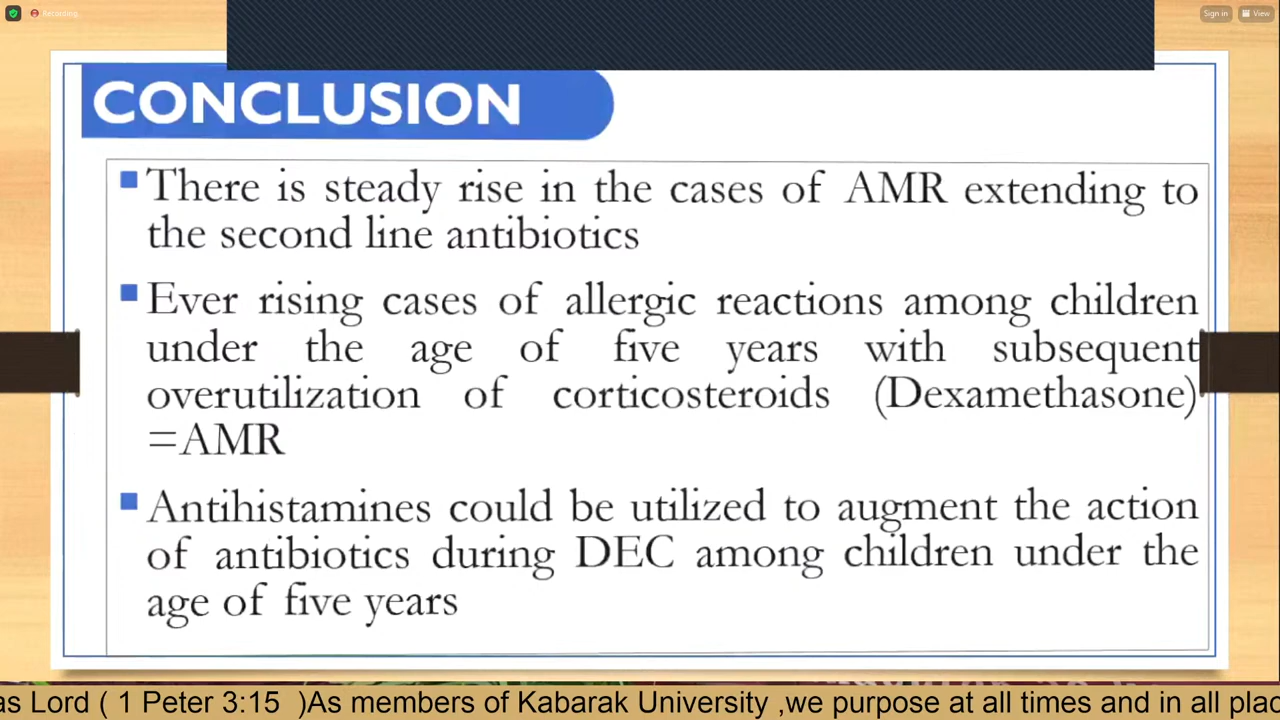 Recording
Sign in
View
CONCLUSION
There is steady rise in the cases of AMR extending to
the second line antibiotics
Ever rising cases of allergic reactions among children
under the age of five years with subsequent
overutilization of corticosteroids (Dexamethasone)
=AMR
Antihistamines could be utilized to augment the action
of antibiotics during DEC among children under the
age of five years
as Lord ( 1 Peter 3:15 )As members of Kabarak University ,we purpose at all times and in all plac